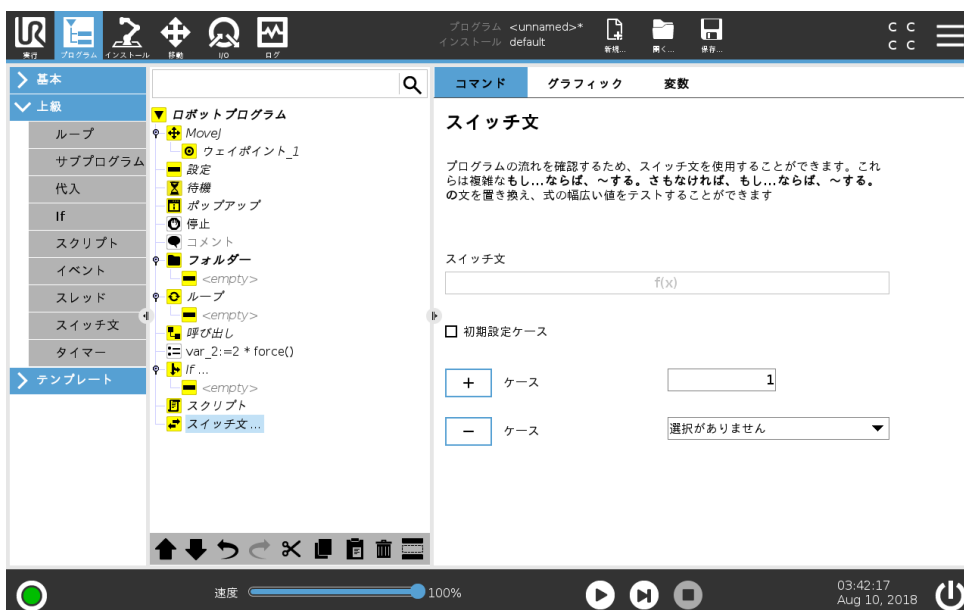 プログラム <unnamed>*
インストール default
実行
プログラム
インストール
移動
I/O
ログ
新規...
開く...
保存...
C C
C C
基本
上級
ループ
サブプログラム
代入
If
スクリプト
イベント
スレッド
スイッチ文
タイマー
テンプレート
ロボットプログラム
MoveJ
ウェイポイント_1
設定
待機
ポップアップ
停止
コメント
フォルダー
<empty>
ループ
<empty>
呼び出し
var_2:=2 * force()
If ...
<empty>
スクリプト
スイッチ文 ...
コマンド
グラフィック
変数
スイッチ文
プログラムの流れを確認するため、スイッチ文を使用することができます。これ
らは複雑なもし...ならば、～する。さもなければ、もし...ならば、～する。
の文を置き換え、式の幅広い値をテストすることができます
スイッチ文
f(x)
初期設定ケース
+ ケース 1
− ケース 選択がありません
速度 100%
03:42:17
Aug 10, 2018